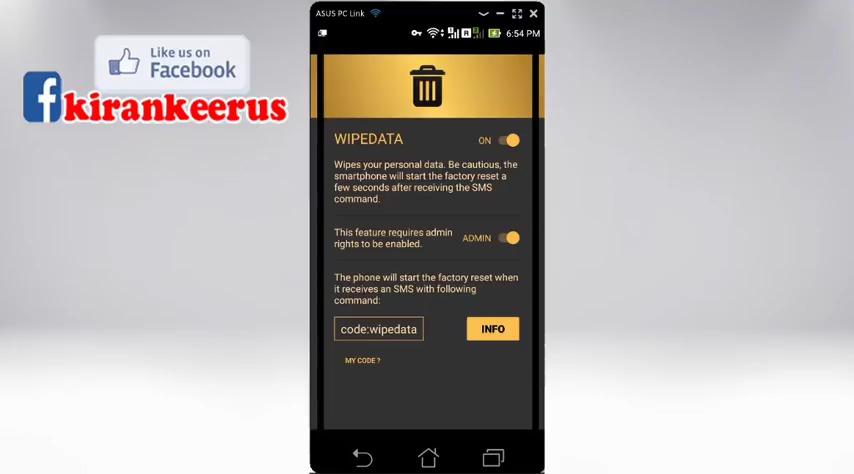 ASUS PC Link
6:54 PM
Like us on
Facebook
f kirankeerus
WIPEDATA
ON
Wipes your personal data. Be cautious, the
smartphone will start the factory reset a
few seconds after receiving the SMS
command.
This feature requires admin
rights to be enabled.
ADMIN
The phone will start the factory reset when
it receives an SMS with following
command:
code:wipedata
INFO
MY CODE ?